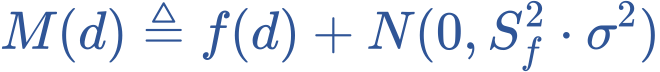 M(d) ≜ f(d) + N(0, S_f^2 · σ^2)